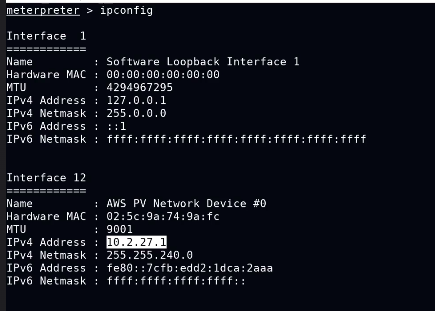 meterpreter > ipconfig
Interface  1
============
Name         : Software Loopback Interface 1
Hardware MAC : 00:00:00:00:00:00
MTU          : 4294967295
IPv4 Address : 127.0.0.1
IPv4 Netmask : 255.0.0.0
IPv6 Address : ::1
IPv6 Netmask : ffff:ffff:ffff:ffff:ffff:ffff:ffff:ffff
Interface 12
============
Name         : AWS PV Network Device #0
Hardware MAC : 02:5c:9a:74:9a:fc
MTU          : 9001
IPv4 Address : 10.2.27.1
IPv4 Netmask : 255.255.240.0
IPv6 Address : fe80::7cfb:edd2:1dca:2aaa
IPv6 Netmask : ffff:ffff:ffff:ffff::